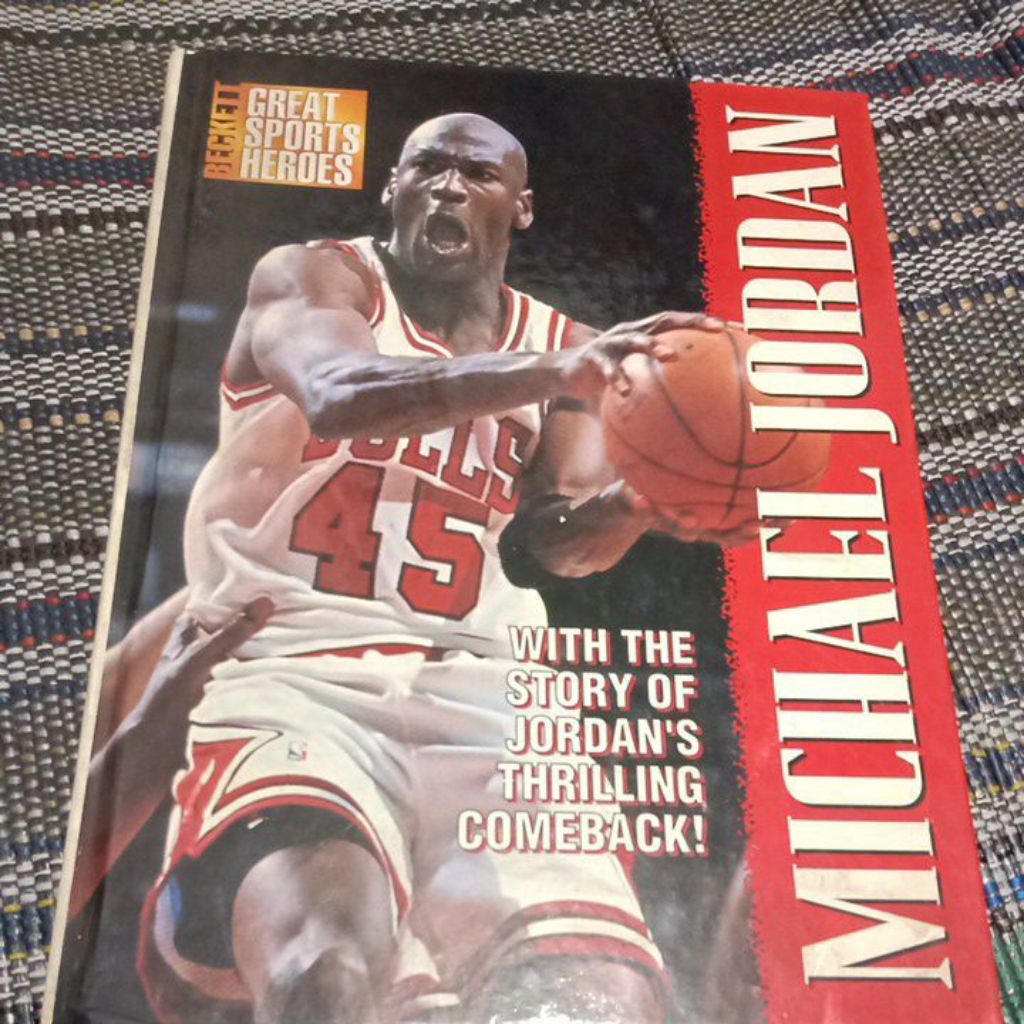 BECKETT
GREAT
SPORTS
HEROES
MICHAEL JORDAN
BULLS
45
WITH THE
STORY OF
JORDAN'S
THRILLING
COMEBACK!